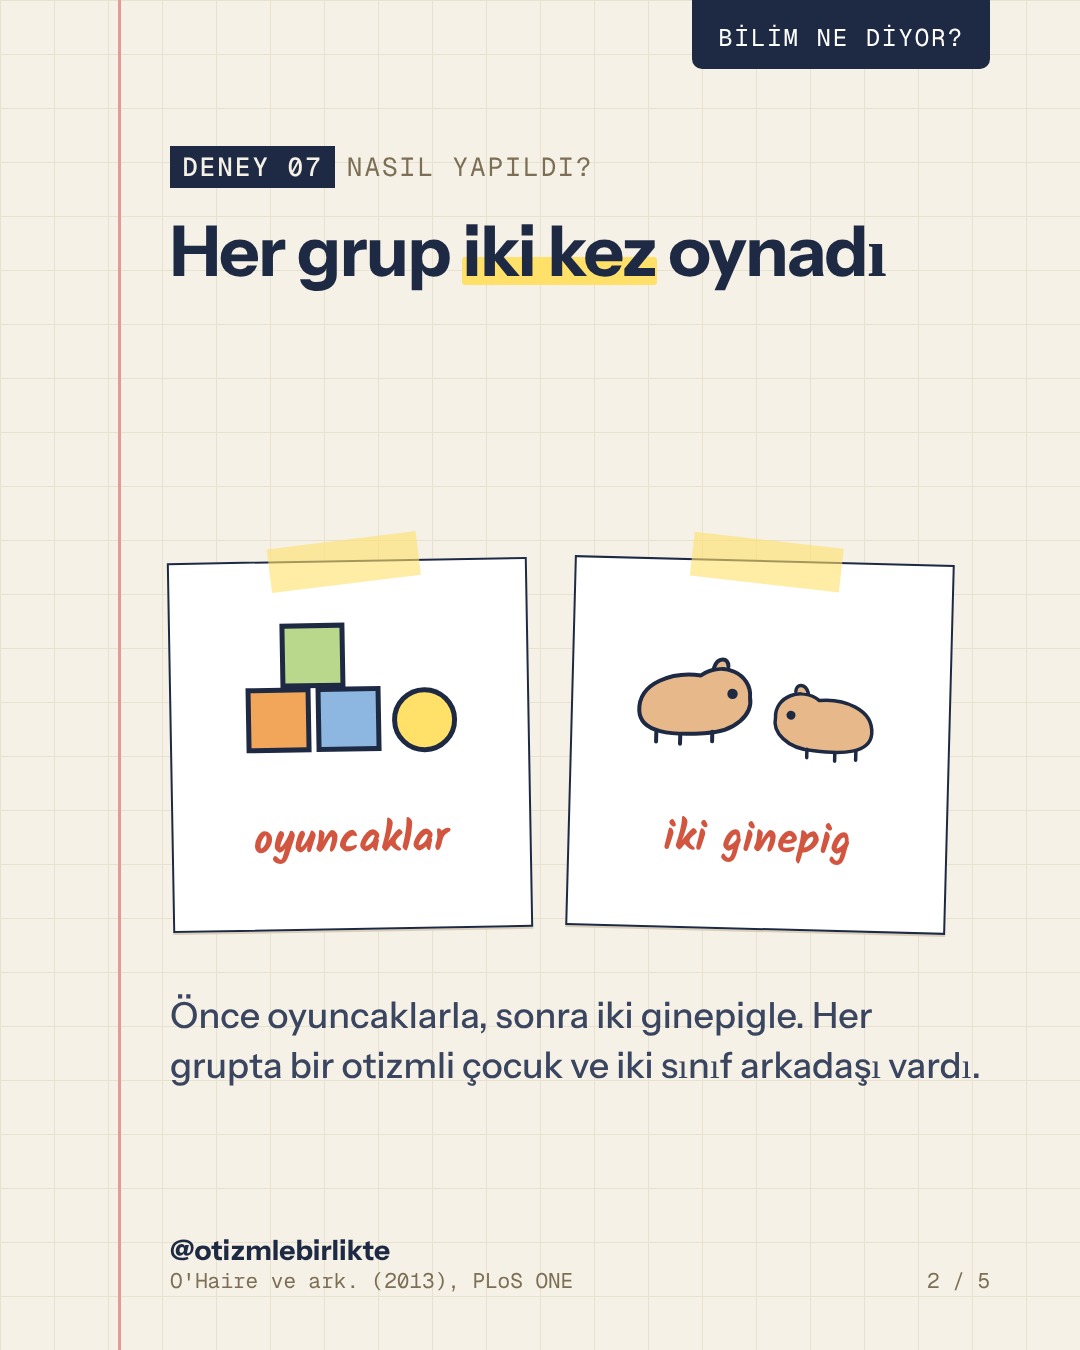 BİLİM NE DİYOR?
DENEY 07 NASIL YAPILDI?
Her grup iki kez oynadı
oyuncaklar
iki ginepig
Önce oyuncaklarla, sonra iki ginepigle. Her
grupta bir otizmli çocuk ve iki sınıf arkadaşı vardı.
@otizmlebirlikte
O'Haire ve ark. (2013), PLoS ONE
2 / 5